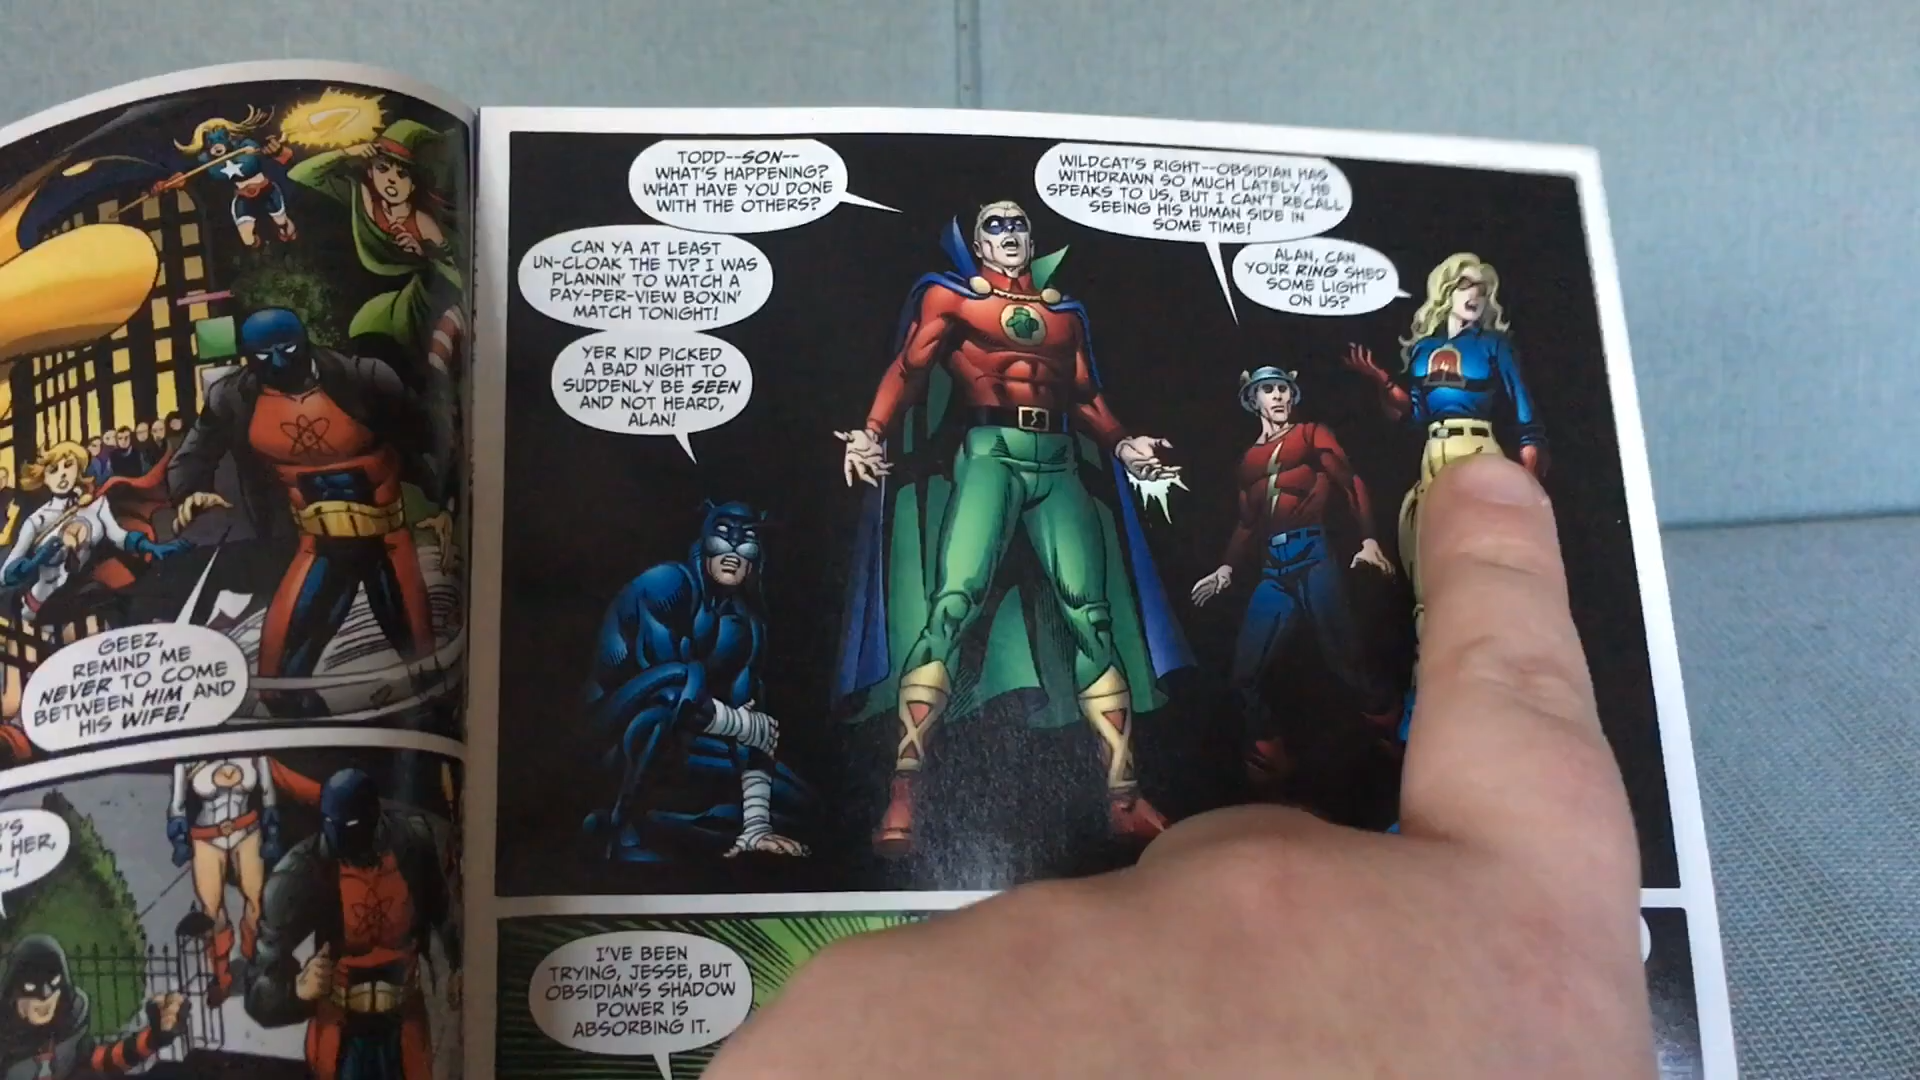 GEEZ,
REMIND ME
NEVER TO COME
BETWEEN HIM AND
HIS WIFE!
HER,
TODD--SON--
WHAT'S HAPPENING?
WHAT HAVE YOU DONE
WITH THE OTHERS?
CAN YA AT LEAST
UN-CLOAK THE TV? I WAS
PLANNIN' TO WATCH A
PAY-PER-VIEW BOXIN'
MATCH TONIGHT!
YER KID PICKED
A BAD NIGHT TO
SUDDENLY BE SEEN
AND NOT HEARD,
ALAN!
WILDCAT'S RIGHT--OBSIDIAN HAS
WITHDRAWN SO MUCH LATELY. HE
SPEAKS TO US, BUT I CAN'T RECALL
SEEING HIS HUMAN SIDE IN
SOME TIME!
ALAN, CAN
YOUR RING SHED
SOME LIGHT
ON US?
I'VE BEEN
TRYING, JESSE, BUT
OBSIDIAN'S SHADOW
POWER IS
ABSORBING IT.